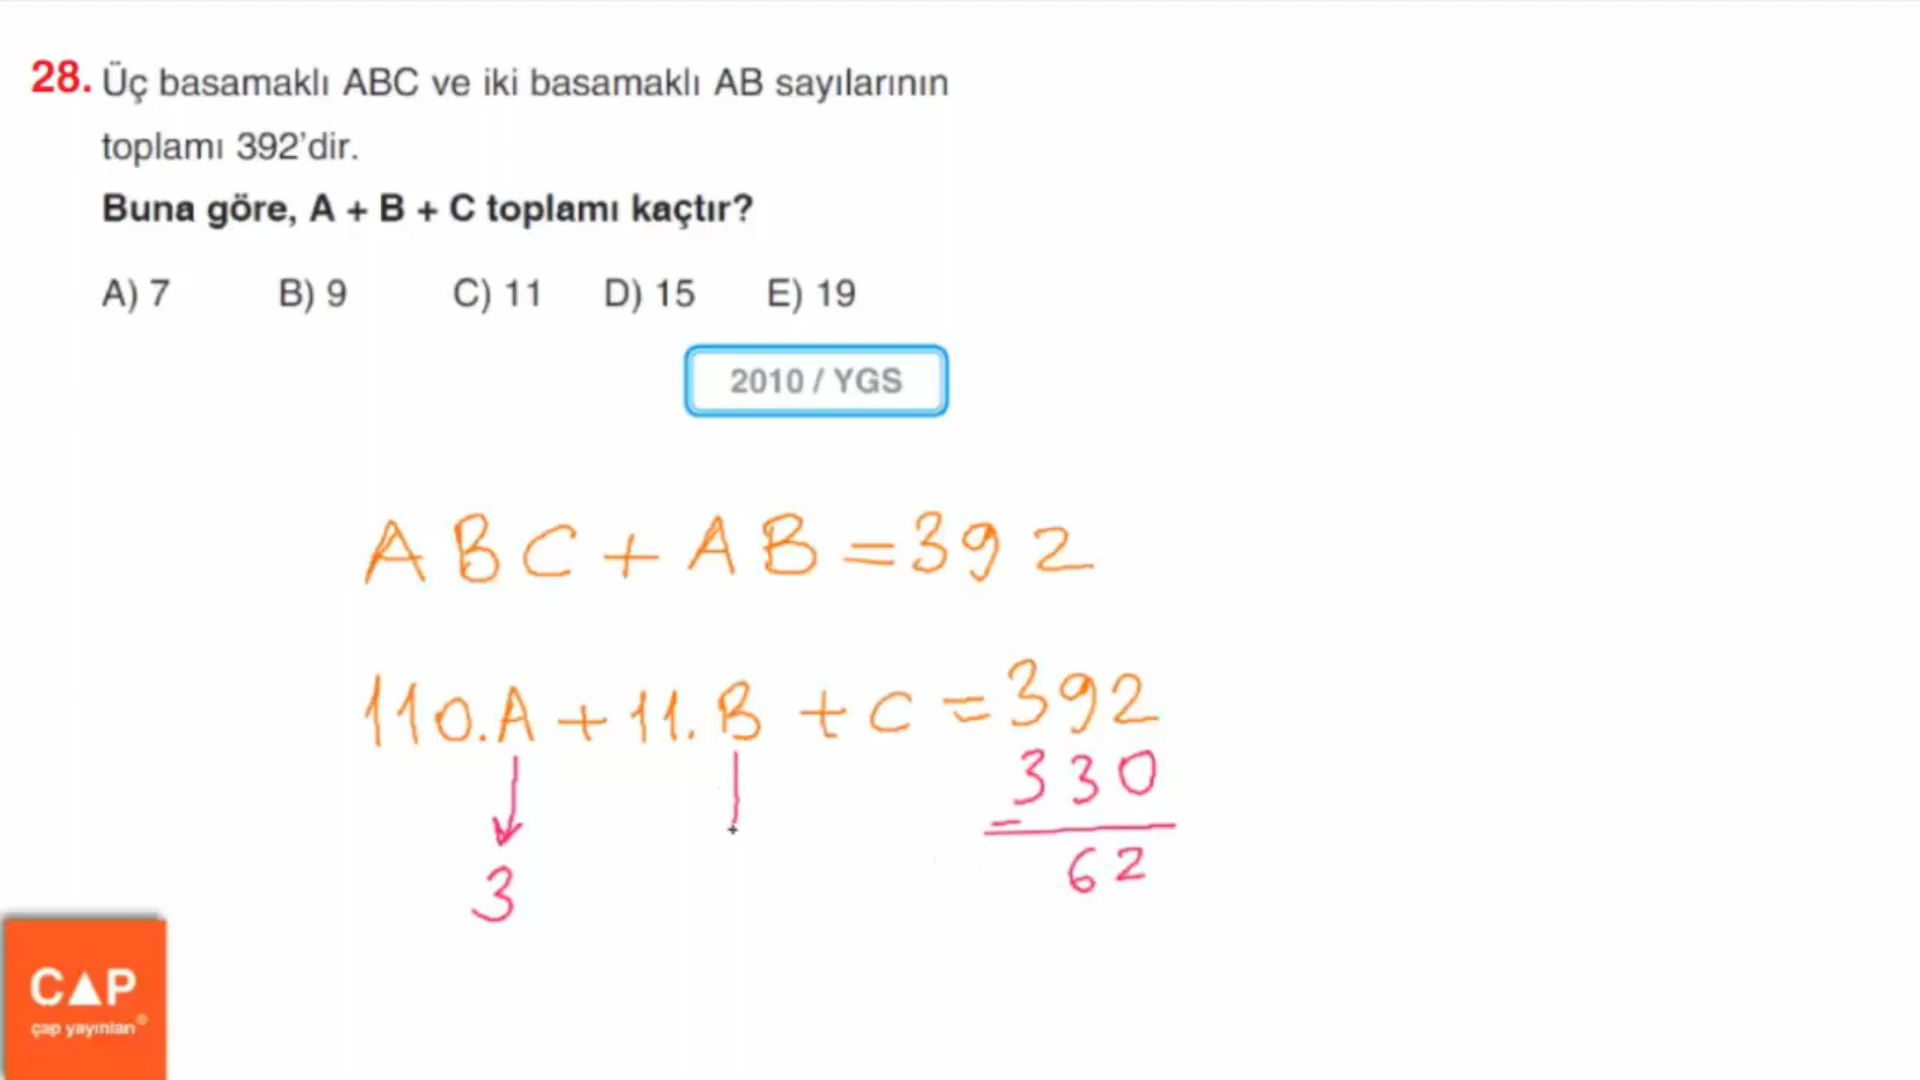 28. Üç basamaklı ABC ve iki basamaklı AB sayılarının
toplamı 392’dir.
Buna göre, A + B + C toplamı kaçtır?
A) 7 B) 9 C) 11 D) 15 E) 19
2010 / YGS
ABC + AB = 392
110.A + 11.B + C = 392
330
-
62
3
CAP
çap yayınları©